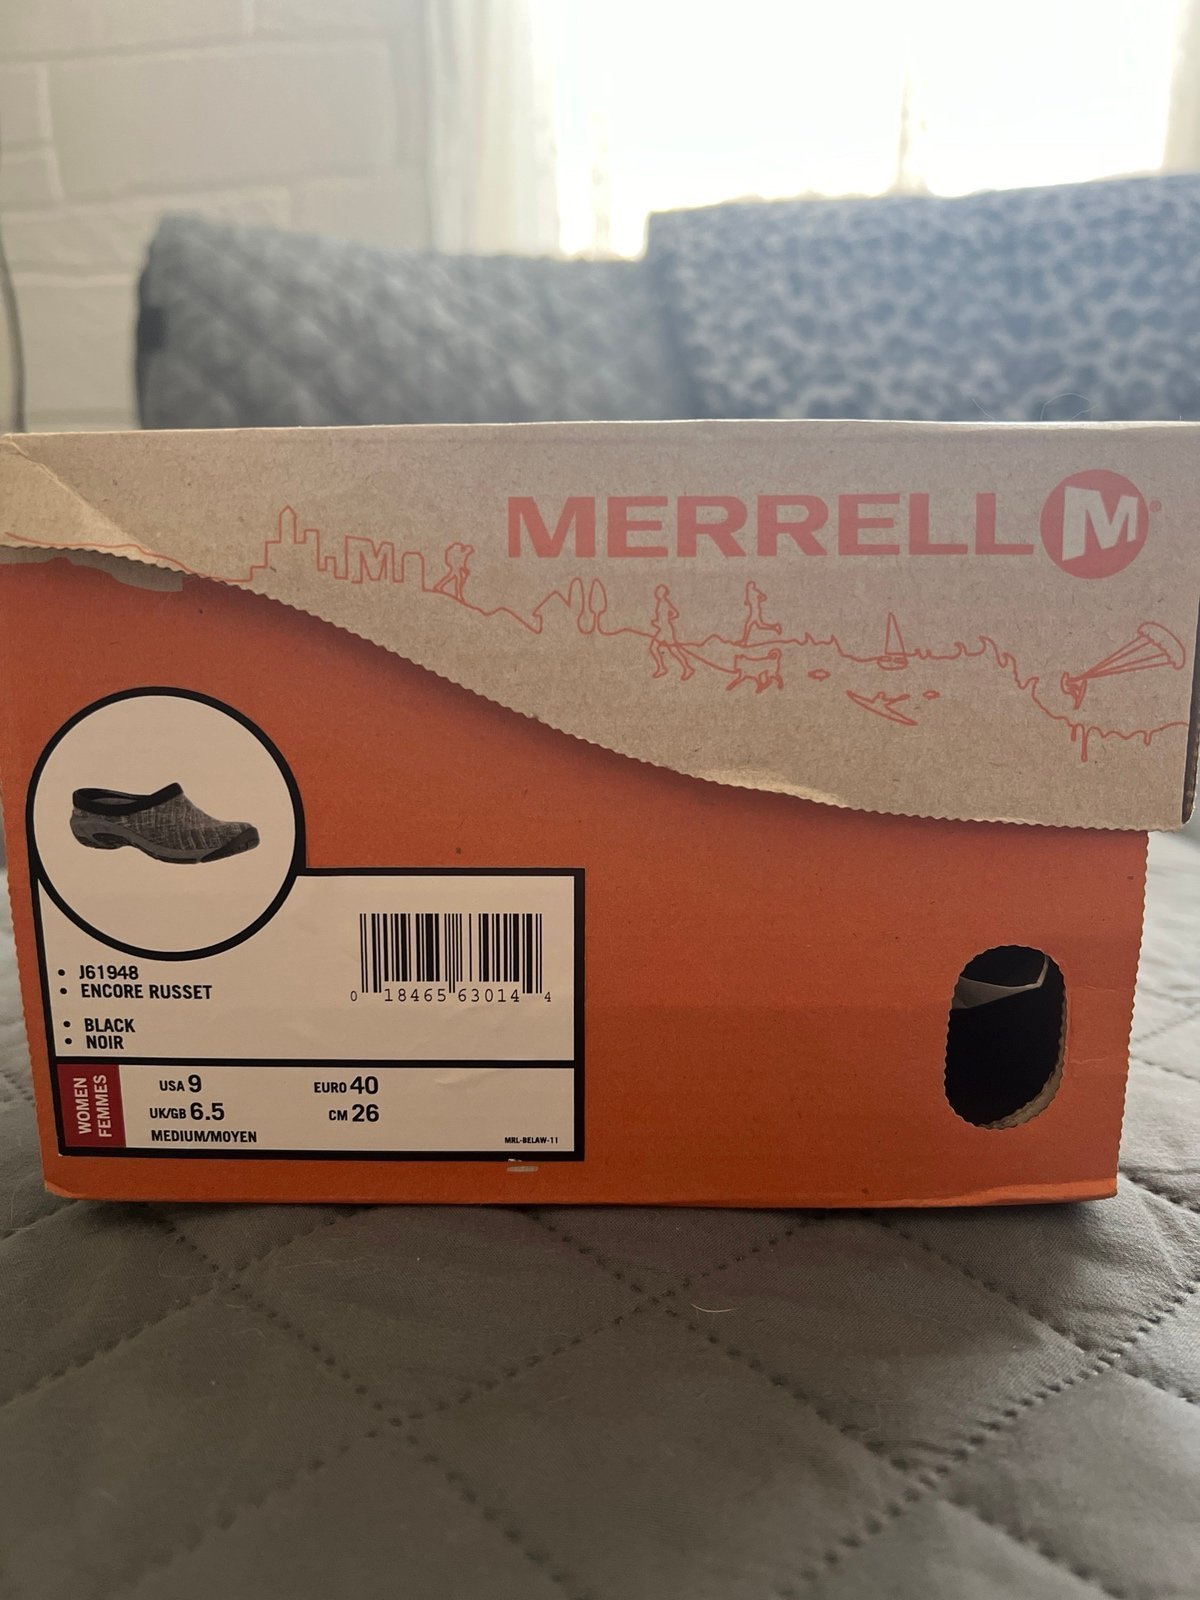 MERRELL M®
M
J61948
ENCORE RUSSET
BLACK
NOIR
0 18465 63014 4
WOMEN
FEMMES
USA 9 EURO 40
UK/GB 6.5 CM 26
MEDIUM/MOYEN MRL-BELAW-11